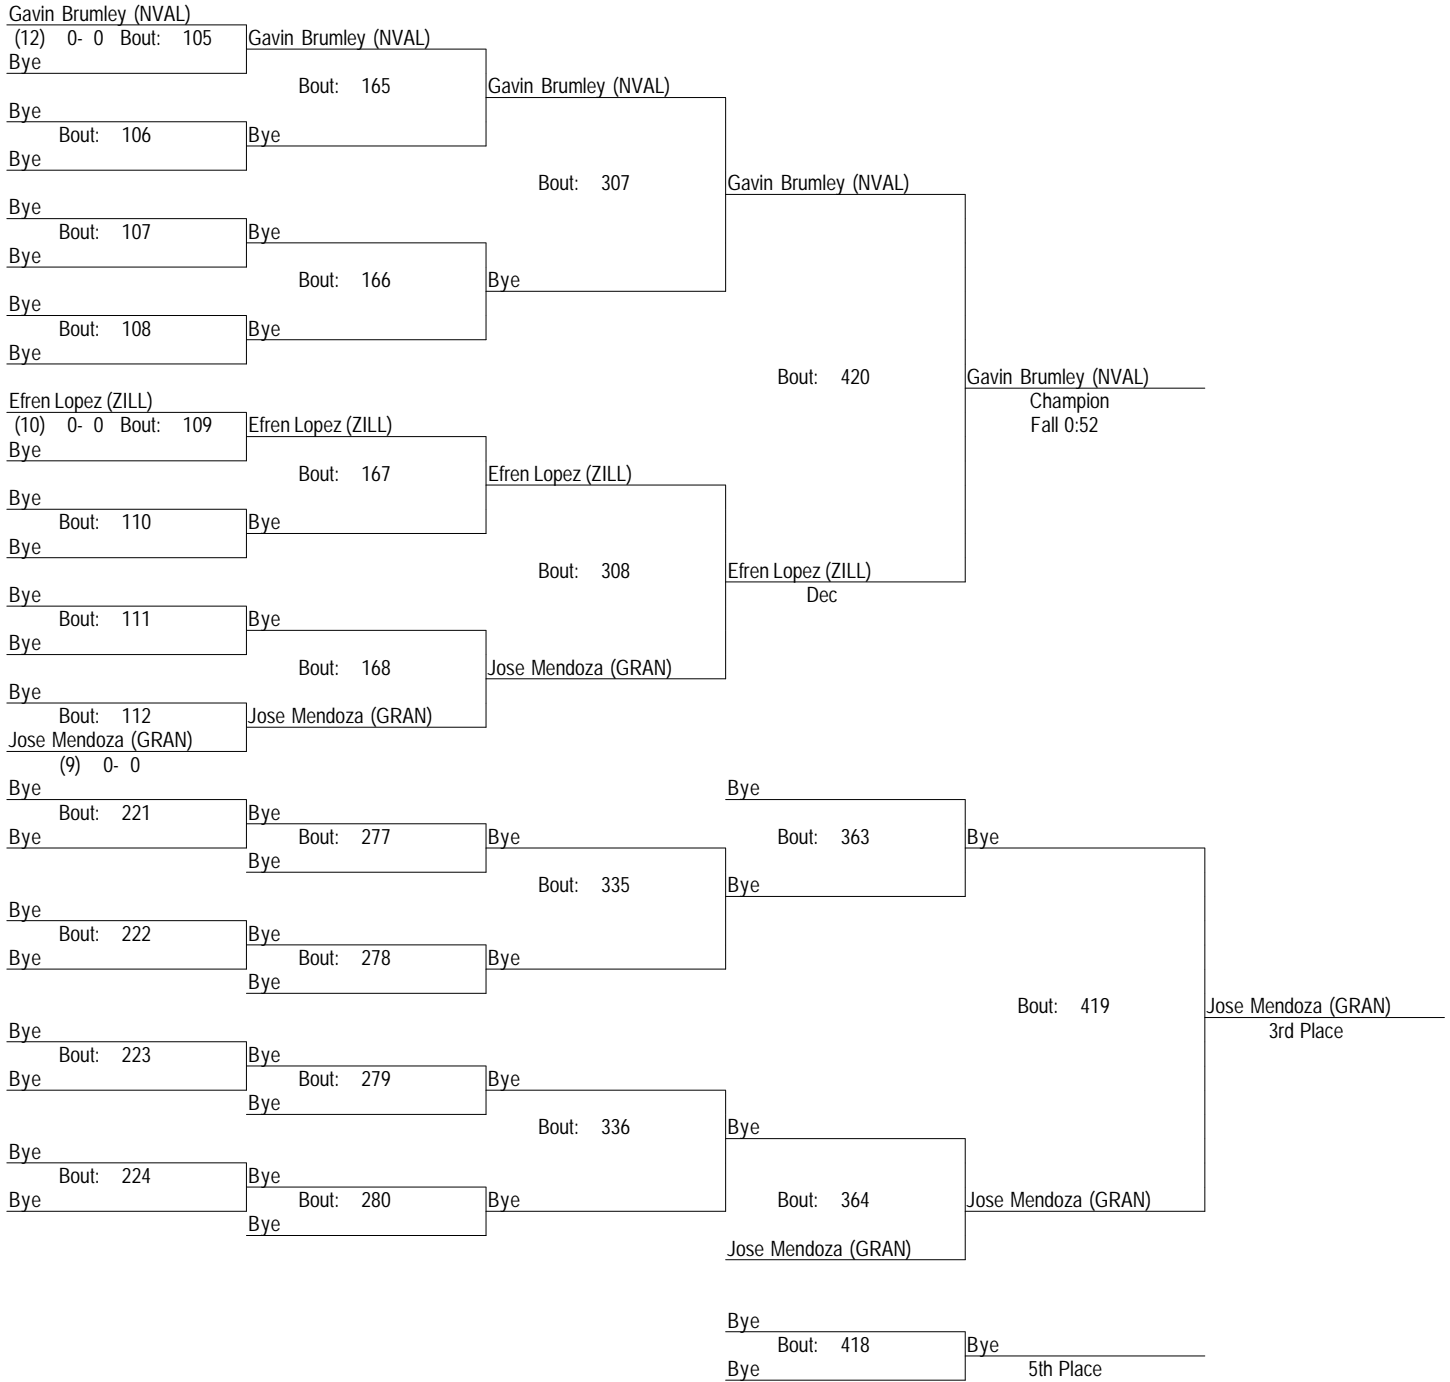 Gavin Brumley (NVAL)
(12) 0- 0 Bout: 105 Gavin Brumley (NVAL)
Bye
Bout: 165 Gavin Brumley (NVAL)
Bye
Bout: 106 Bye
Bye
Bout: 307 Gavin Brumley (NVAL)
Bye
Bout: 107 Bye
Bye
Bout: 166 Bye
Bye
Bout: 108 Bye
Bye
Bout: 420 Gavin Brumley (NVAL)
Efren Lopez (ZILL) Champion
(10) 0- 0 Bout: 109 Efren Lopez (ZILL) Fall 0:52
Bye
Bout: 167 Efren Lopez (ZILL)
Bye
Bout: 110 Bye
Bye
Bout: 308 Efren Lopez (ZILL)
Bye Dec
Bout: 111 Bye
Bye
Bout: 168 Jose Mendoza (GRAN)
Bye
Bout: 112 Jose Mendoza (GRAN)
Jose Mendoza (GRAN)
(9) 0- 0
Bye Bye
Bout: 221 Bye
Bye Bout: 277 Bye Bout: 363 Bye
Bye
Bout: 335 Bye
Bye
Bout: 222 Bye
Bye Bout: 278 Bye
Bye
Bout: 419 Jose Mendoza (GRAN)
Bye 3rd Place
Bout: 223 Bye
Bye Bout: 279 Bye
Bye
Bout: 336 Bye
Bye
Bout: 224 Bye
Bye Bout: 280 Bye Bout: 364 Jose Mendoza (GRAN)
Bye
Jose Mendoza (GRAN)
Bye
Bout: 418 Bye
Bye 5th Place